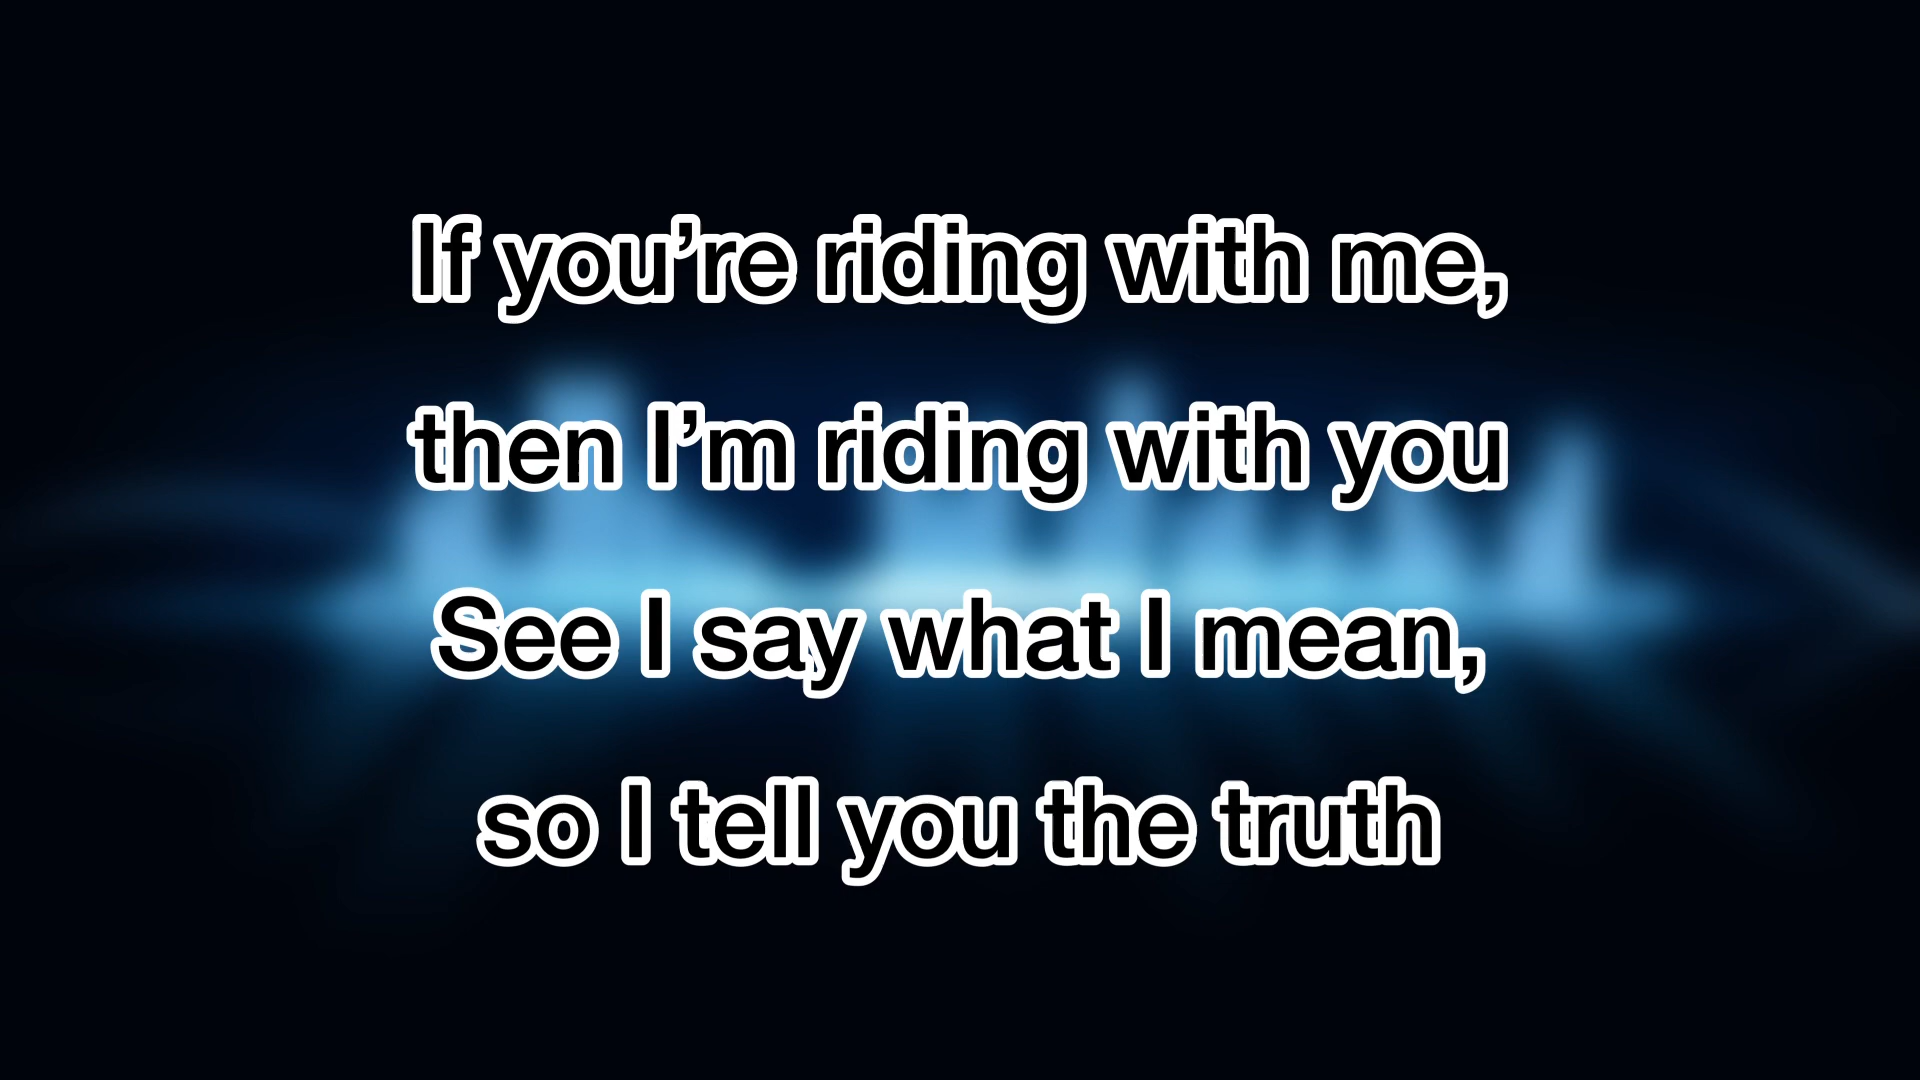 If you’re riding with me,
then I’m riding with you
See I say what I mean,
so I tell you the truth